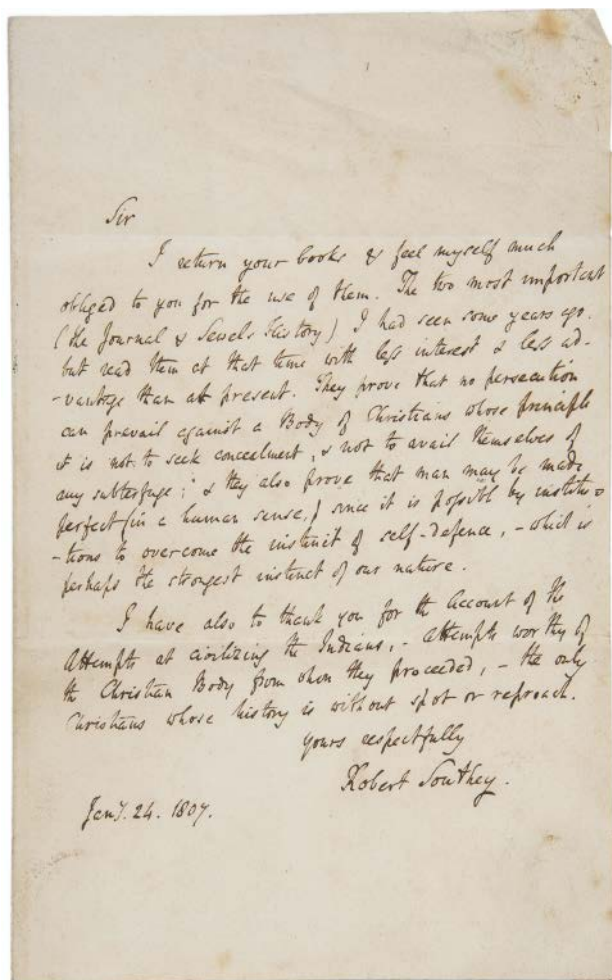 Sir
I return your books & feel myself much
obliged to you for the use of them. The two most important
(the Journal & Sewels History) I had seen some years ago.
but read them at that time with less interest & less ad-
-vantage than at present. They prove that no persecution
can prevail against a Body of Christians whose principle
it is not to seek concealment, & not to avail themselves of
any subterfuge; & they also prove that man may be made
perfect (in a human sense,) since it is possibl by institu-
-tions to overcome the instinct of self-defence, - which is
perhaps the strongest instinct of our nature.
I have also to thank you for the Account of the
Attempts at civilizing the Indians, - attempts worthy of
the Christian Body from whom they proceeded, - the only
Christians whose history is without spot or reproach.
yours respectfully
Robert Southey.
Jany. 24. 1807.